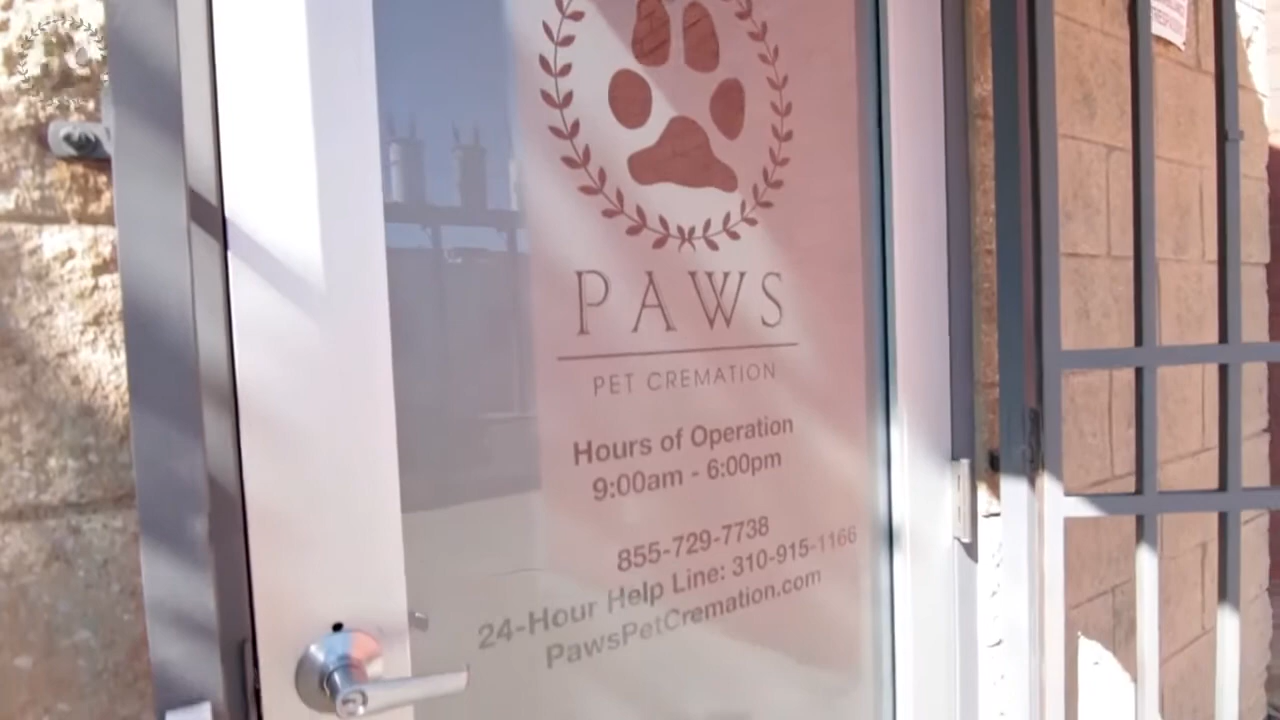 PAWS
PET CREMATION
Hours of Operation
9:00am - 6:00pm
855-729-7738
24-Hour Help Line: 310-915-1166
PawsPetCremation.com